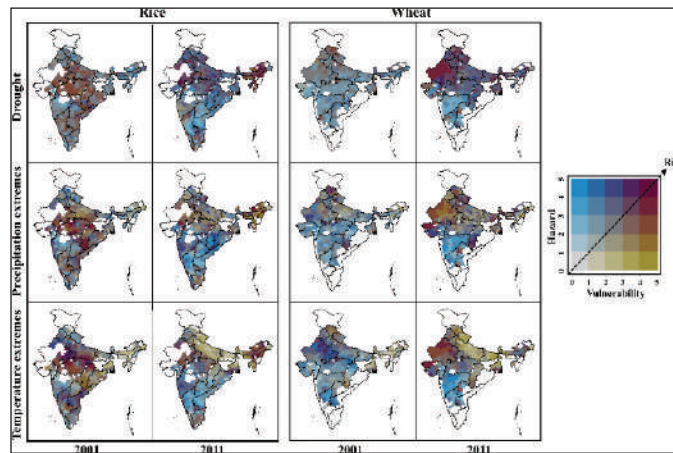 Rice
Wheat
Drought
Precipitation extremes
Temperature extremes
2001
2011
2001
2011
Hazard
0
1
2
3
4
5
0
1
2
3
4
5
Vulnerability